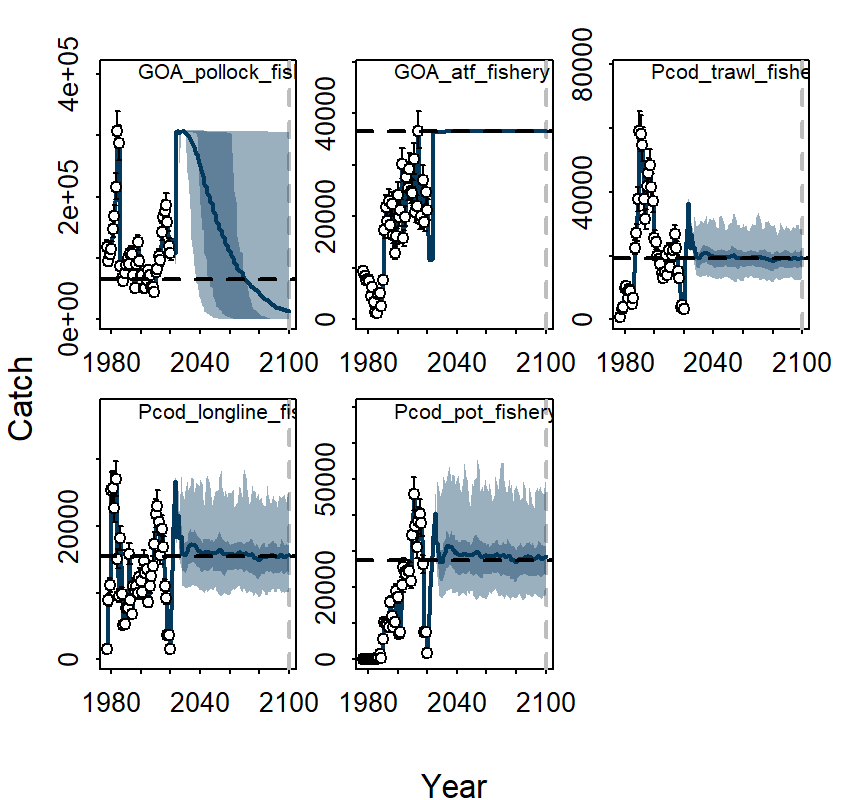 GOA_pollock_fis
GOA_atf_fishery
Pcod_trawl_fishe
0e+00 2e+05 4e+05
0 20000 40000
0 40000 80000
1980 2040 2100
1980 2040 2100
1980 2040 2100
Catch
Pcod_longline_fis
Pcod_pot_fishery
0 20000
0 20000 50000
1980 2040 2100
1980 2040 2100
Year